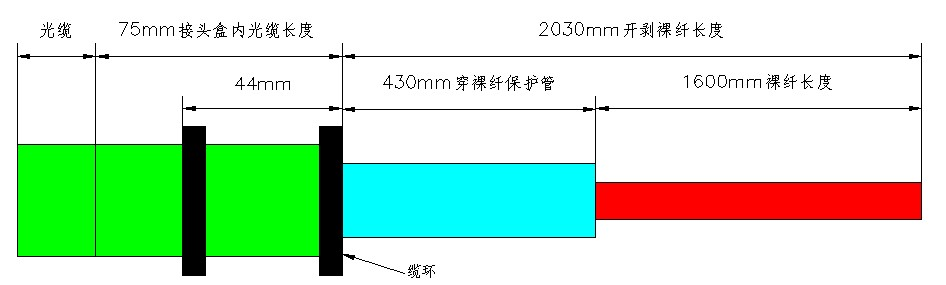 光缆
75mm接头盒内光缆长度
2030mm开剥裸纤长度
44mm
430mm穿裸纤保护管
1600mm裸纤长度
缆环